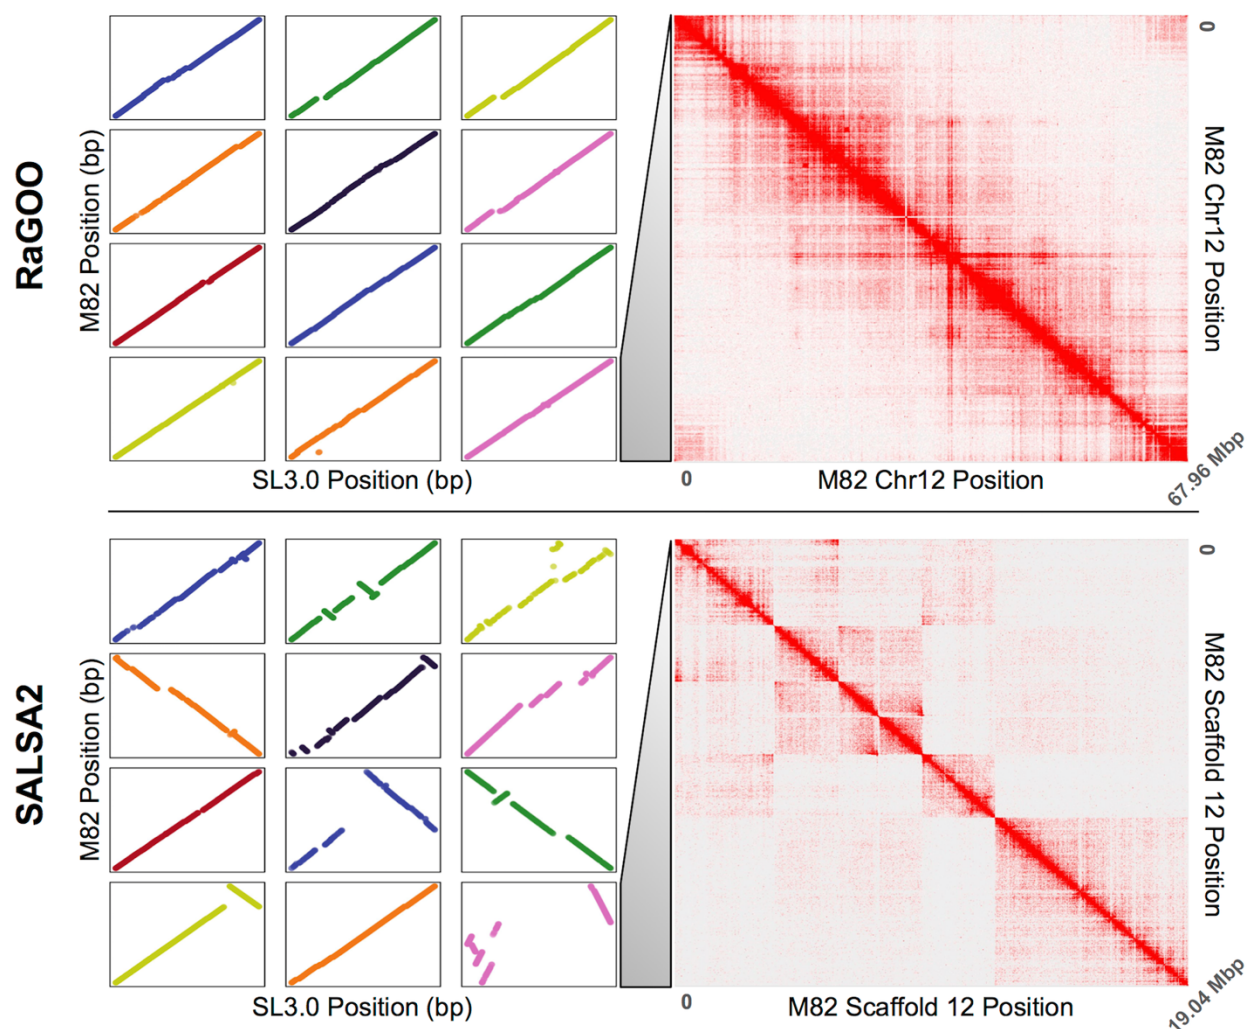 RaGOO
M82 Position (bp)
SL3.0 Position (bp)
0
M82 Chr12 Position
0
M82 Chr12 Position
67.96 Mbp
SALSA2
M82 Position (bp)
SL3.0 Position (bp)
0
M82 Scaffold 12 Position
0
M82 Scaffold 12 Position
19.04 Mbp